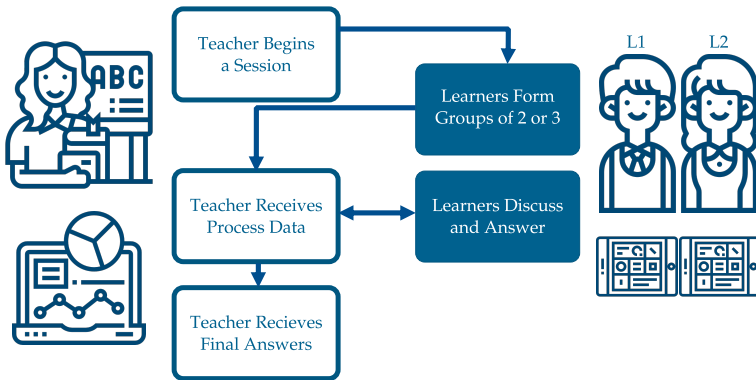 Teacher Begins
a Session
ABC
L1
L2
Learners Form
Groups of 2 or 3
Teacher Receives
Process Data
Learners Discuss
and Answer
Teacher Recieves
Final Answers